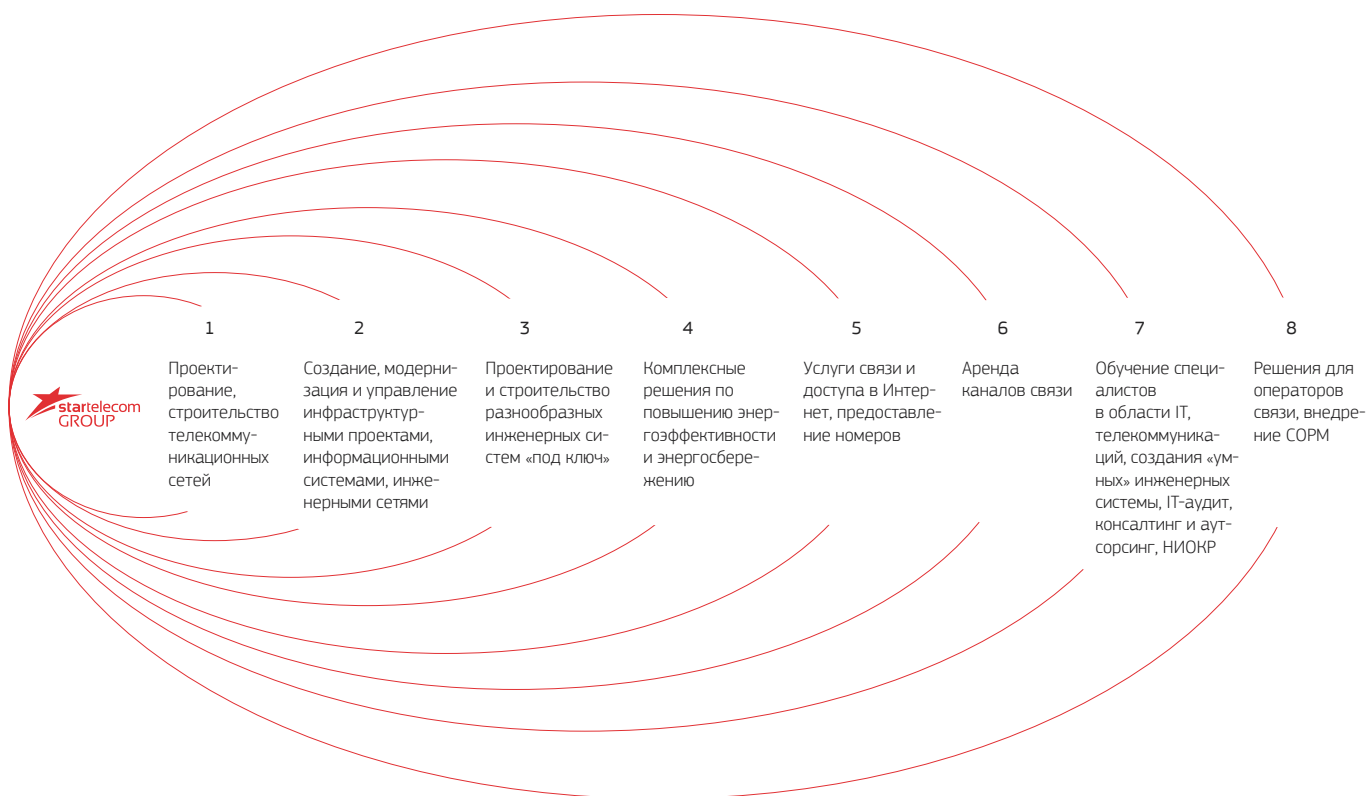 startelecom
GROUP
1
Проекти-
рование,
строительство
телекомму-
никационных
сетей
2
Создание, модерни-
зация и управление
инфраструктур-
ными проектами,
информационными
системами, инже-
нерными сетями
3
Проектирование
и строительство
разнообразных
инженерных си-
стем «под ключ»
4
Комплексные
решения по
повышению энер-
гоэффективности
и энергосбере-
жению
5
Услуги связи и
доступа в Интер-
нет, предоставле-
ние номеров
6
Аренда
каналов связи
7
Обучение специ-
алистов
в области IT,
телекоммуника-
ций, создания «ум-
ных» инженерных
системы, IT-аудит,
консалтинг и аут-
сорсинг, НИОКР
8
Решения для
операторов
связи, внедре-
ние СОРМ